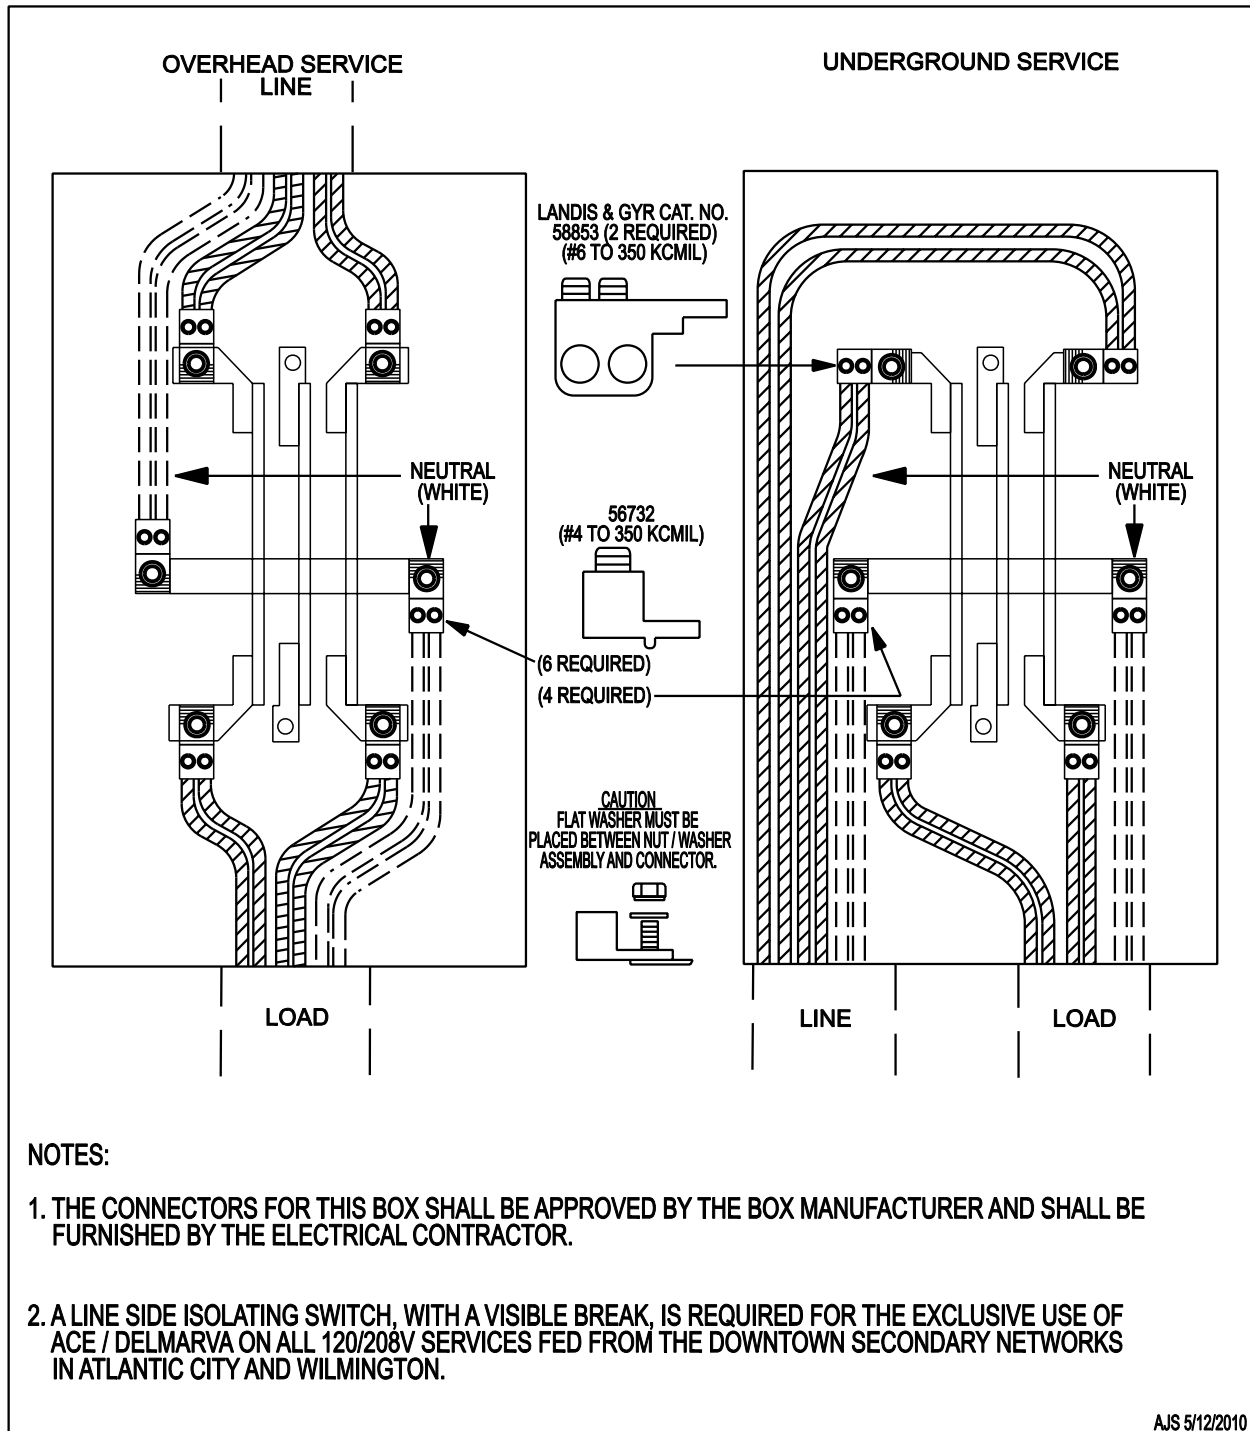 OVERHEAD SERVICE
LINE
UNDERGROUND SERVICE
LANDIS & GYR CAT. NO.
58853 (2 REQUIRED)
(#6 TO 350 KCMIL)
NEUTRAL
(WHITE)
NEUTRAL
(WHITE)
56732
(#4 TO 350 KCMIL)
(6 REQUIRED)
(4 REQUIRED)
CAUTION
FLAT WASHER MUST BE
PLACED BETWEEN NUT / WASHER
ASSEMBLY AND CONNECTOR.
LOAD
LINE
LOAD
NOTES:
1. THE CONNECTORS FOR THIS BOX SHALL BE APPROVED BY THE BOX MANUFACTURER AND SHALL BE
FURNISHED BY THE ELECTRICAL CONTRACTOR.
2. A LINE SIDE ISOLATING SWITCH, WITH A VISIBLE BREAK, IS REQUIRED FOR THE EXCLUSIVE USE OF
ACE / DELMARVA ON ALL 120/208V SERVICES FED FROM THE DOWNTOWN SECONDARY NETWORKS
IN ATLANTIC CITY AND WILMINGTON.
AJS 5/12/2010